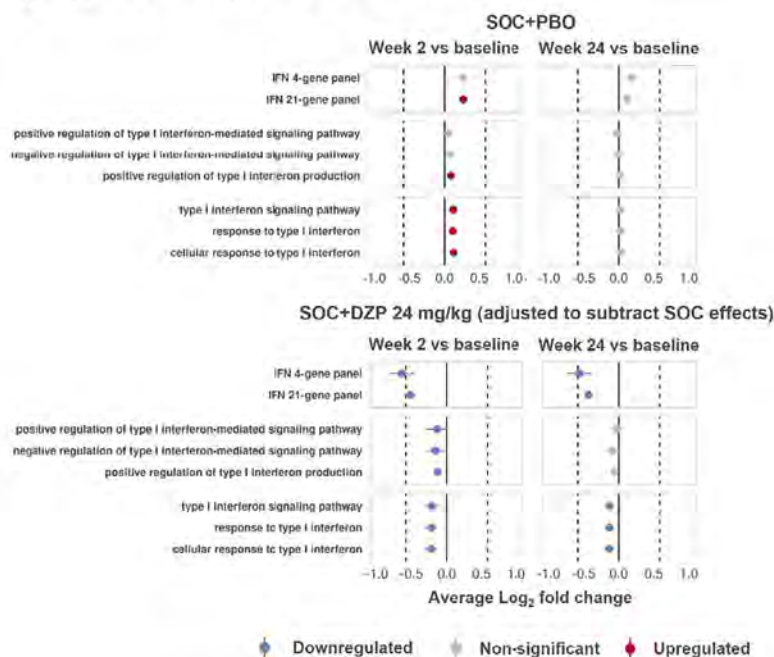 SOC+PBO
Week 2 vs baseline Week 24 vs baseline
IFN 4-gene panel
IFN 21-gene panel
positive regulation of type I interferon-mediated signaling pathway
negative regulation of type I interferon-mediated signaling pathway
positive regulation of type I interferon production
type I interferon signaling pathway
response to type I interferon
cellular response to type I interferon
-1.0 -0.5 0.0 0.5 1.0 -1.0 -0.5 0.0 0.5 1.0
SOC+DZP 24 mg/kg (adjusted to subtract SOC effects)
Week 2 vs baseline Week 24 vs baseline
IFN 4-gene panel
IFN 21-gene panel
positive regulation of type I interferon-mediated signaling pathway
negative regulation of type I interferon-mediated signaling pathway
positive regulation of type I interferon production
type I interferon signaling pathway
response to type I interferon
cellular response to type I interferon
-1.0 -0.5 0.0 0.5 1.0 -1.0 -0.5 0.0 0.5 1.0
Average Log₂ fold change
Downregulated Non-significant Upregulated